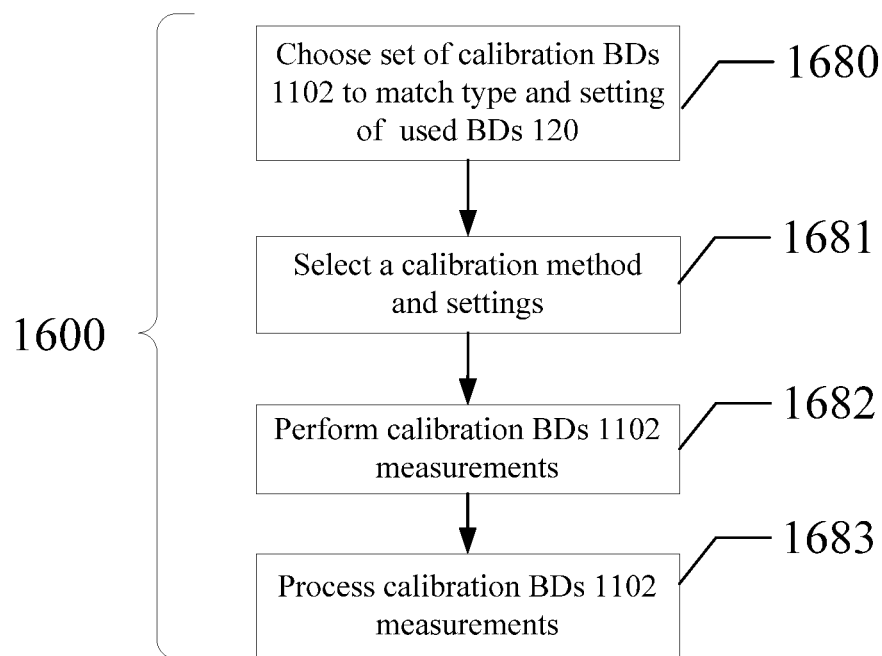 Choose set of calibration BDs
1102 to match type and setting
of used BDs 120
1680
Select a calibration method
and settings
1681
1600
Perform calibration BDs 1102
measurements
1682
Process calibration BDs 1102
measurements
1683